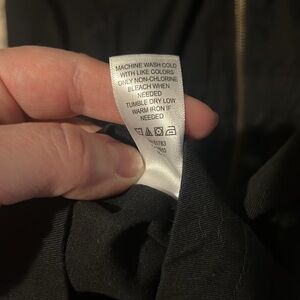 MACHINE WASH COLD
WITH LIKE COLORS
ONLY NON-CHLORINE
BLEACH WHEN
NEEDED
TUMBLE DRY LOW
WARM IRON IF
NEEDED